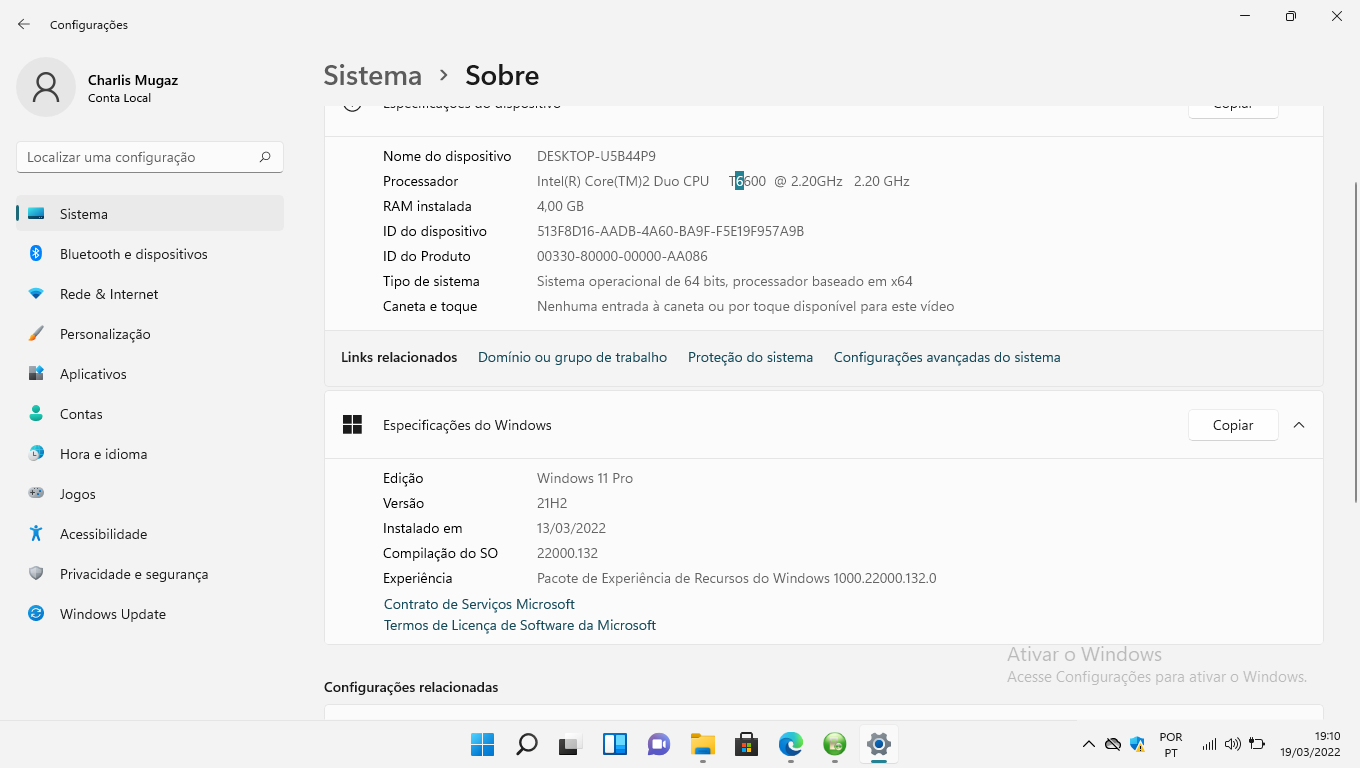 Configurações
Charlis Mugaz
Conta Local
Localizar uma configuração
Sistema
Bluetooth e dispositivos
Rede & Internet
Personalização
Aplicativos
Contas
Hora e idioma
Jogos
Acessibilidade
Privacidade e segurança
Windows Update
Sistema > Sobre
Especificações do dispositivo Copiar
Nome do dispositivo DESKTOP-U5B44P9
Processador Intel(R) Core(TM)2 Duo CPU T6600 @ 2.20GHz 2.20 GHz
RAM instalada 4,00 GB
ID do dispositivo 513F8D16-AADB-4A60-BA9F-F5E19F957A9B
ID do Produto 00330-80000-00000-AA086
Tipo de sistema Sistema operacional de 64 bits, processador baseado em x64
Caneta e toque Nenhuma entrada à caneta ou por toque disponível para este vídeo
Links relacionados Domínio ou grupo de trabalho Proteção do sistema Configurações avançadas do sistema
Especificações do Windows Copiar
Edição Windows 11 Pro
Versão 21H2
Instalado em 13/03/2022
Compilação do SO 22000.132
Experiência Pacote de Experiência de Recursos do Windows 1000.22000.132.0
Contrato de Serviços Microsoft
Termos de Licença de Software da Microsoft
Ativar o Windows
Acesse Configurações para ativar o Windows.
Configurações relacionadas
POR
PT
19:10
19/03/2022